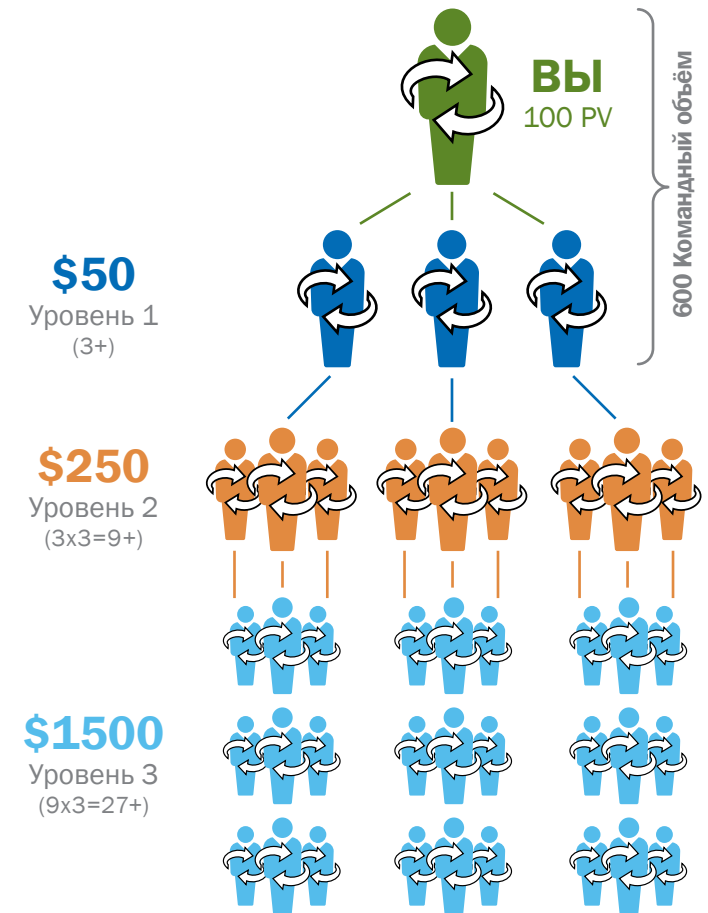 ВЫ
100 PV
600 Командный объём
$50
Уровень 1
(3+)
$250
Уровень 2
(3x3=9+)
$1500
Уровень 3
(9x3=27+)